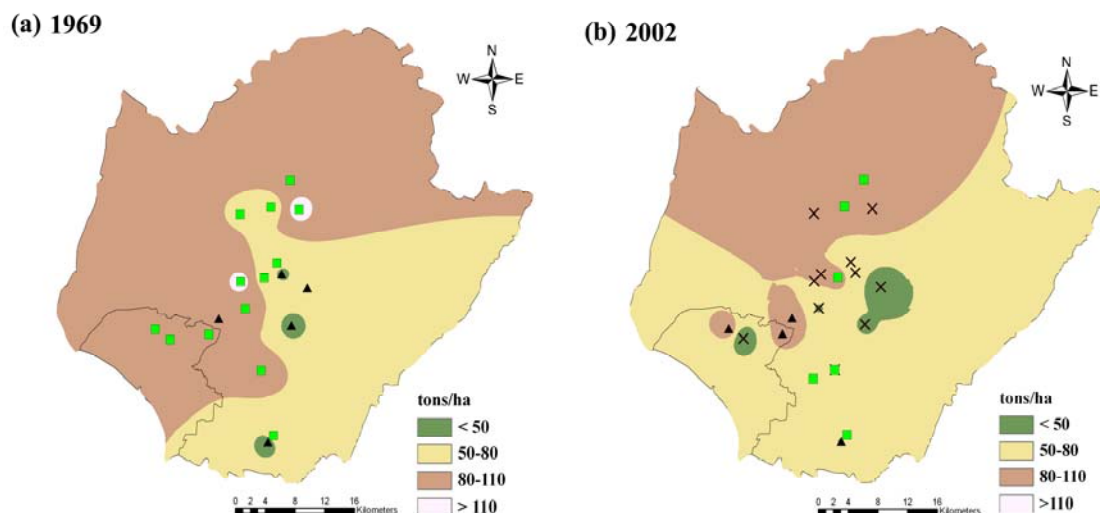 (a) 1969
N
W E
S
tons/ha
< 50
50-80
80-110
> 110
0 2 4 8 12 16
Kilometers
(b) 2002
N
W E
S
tons/ha
< 50
50-80
80-110
>110
0 2 4 8 12 16
Kilometers